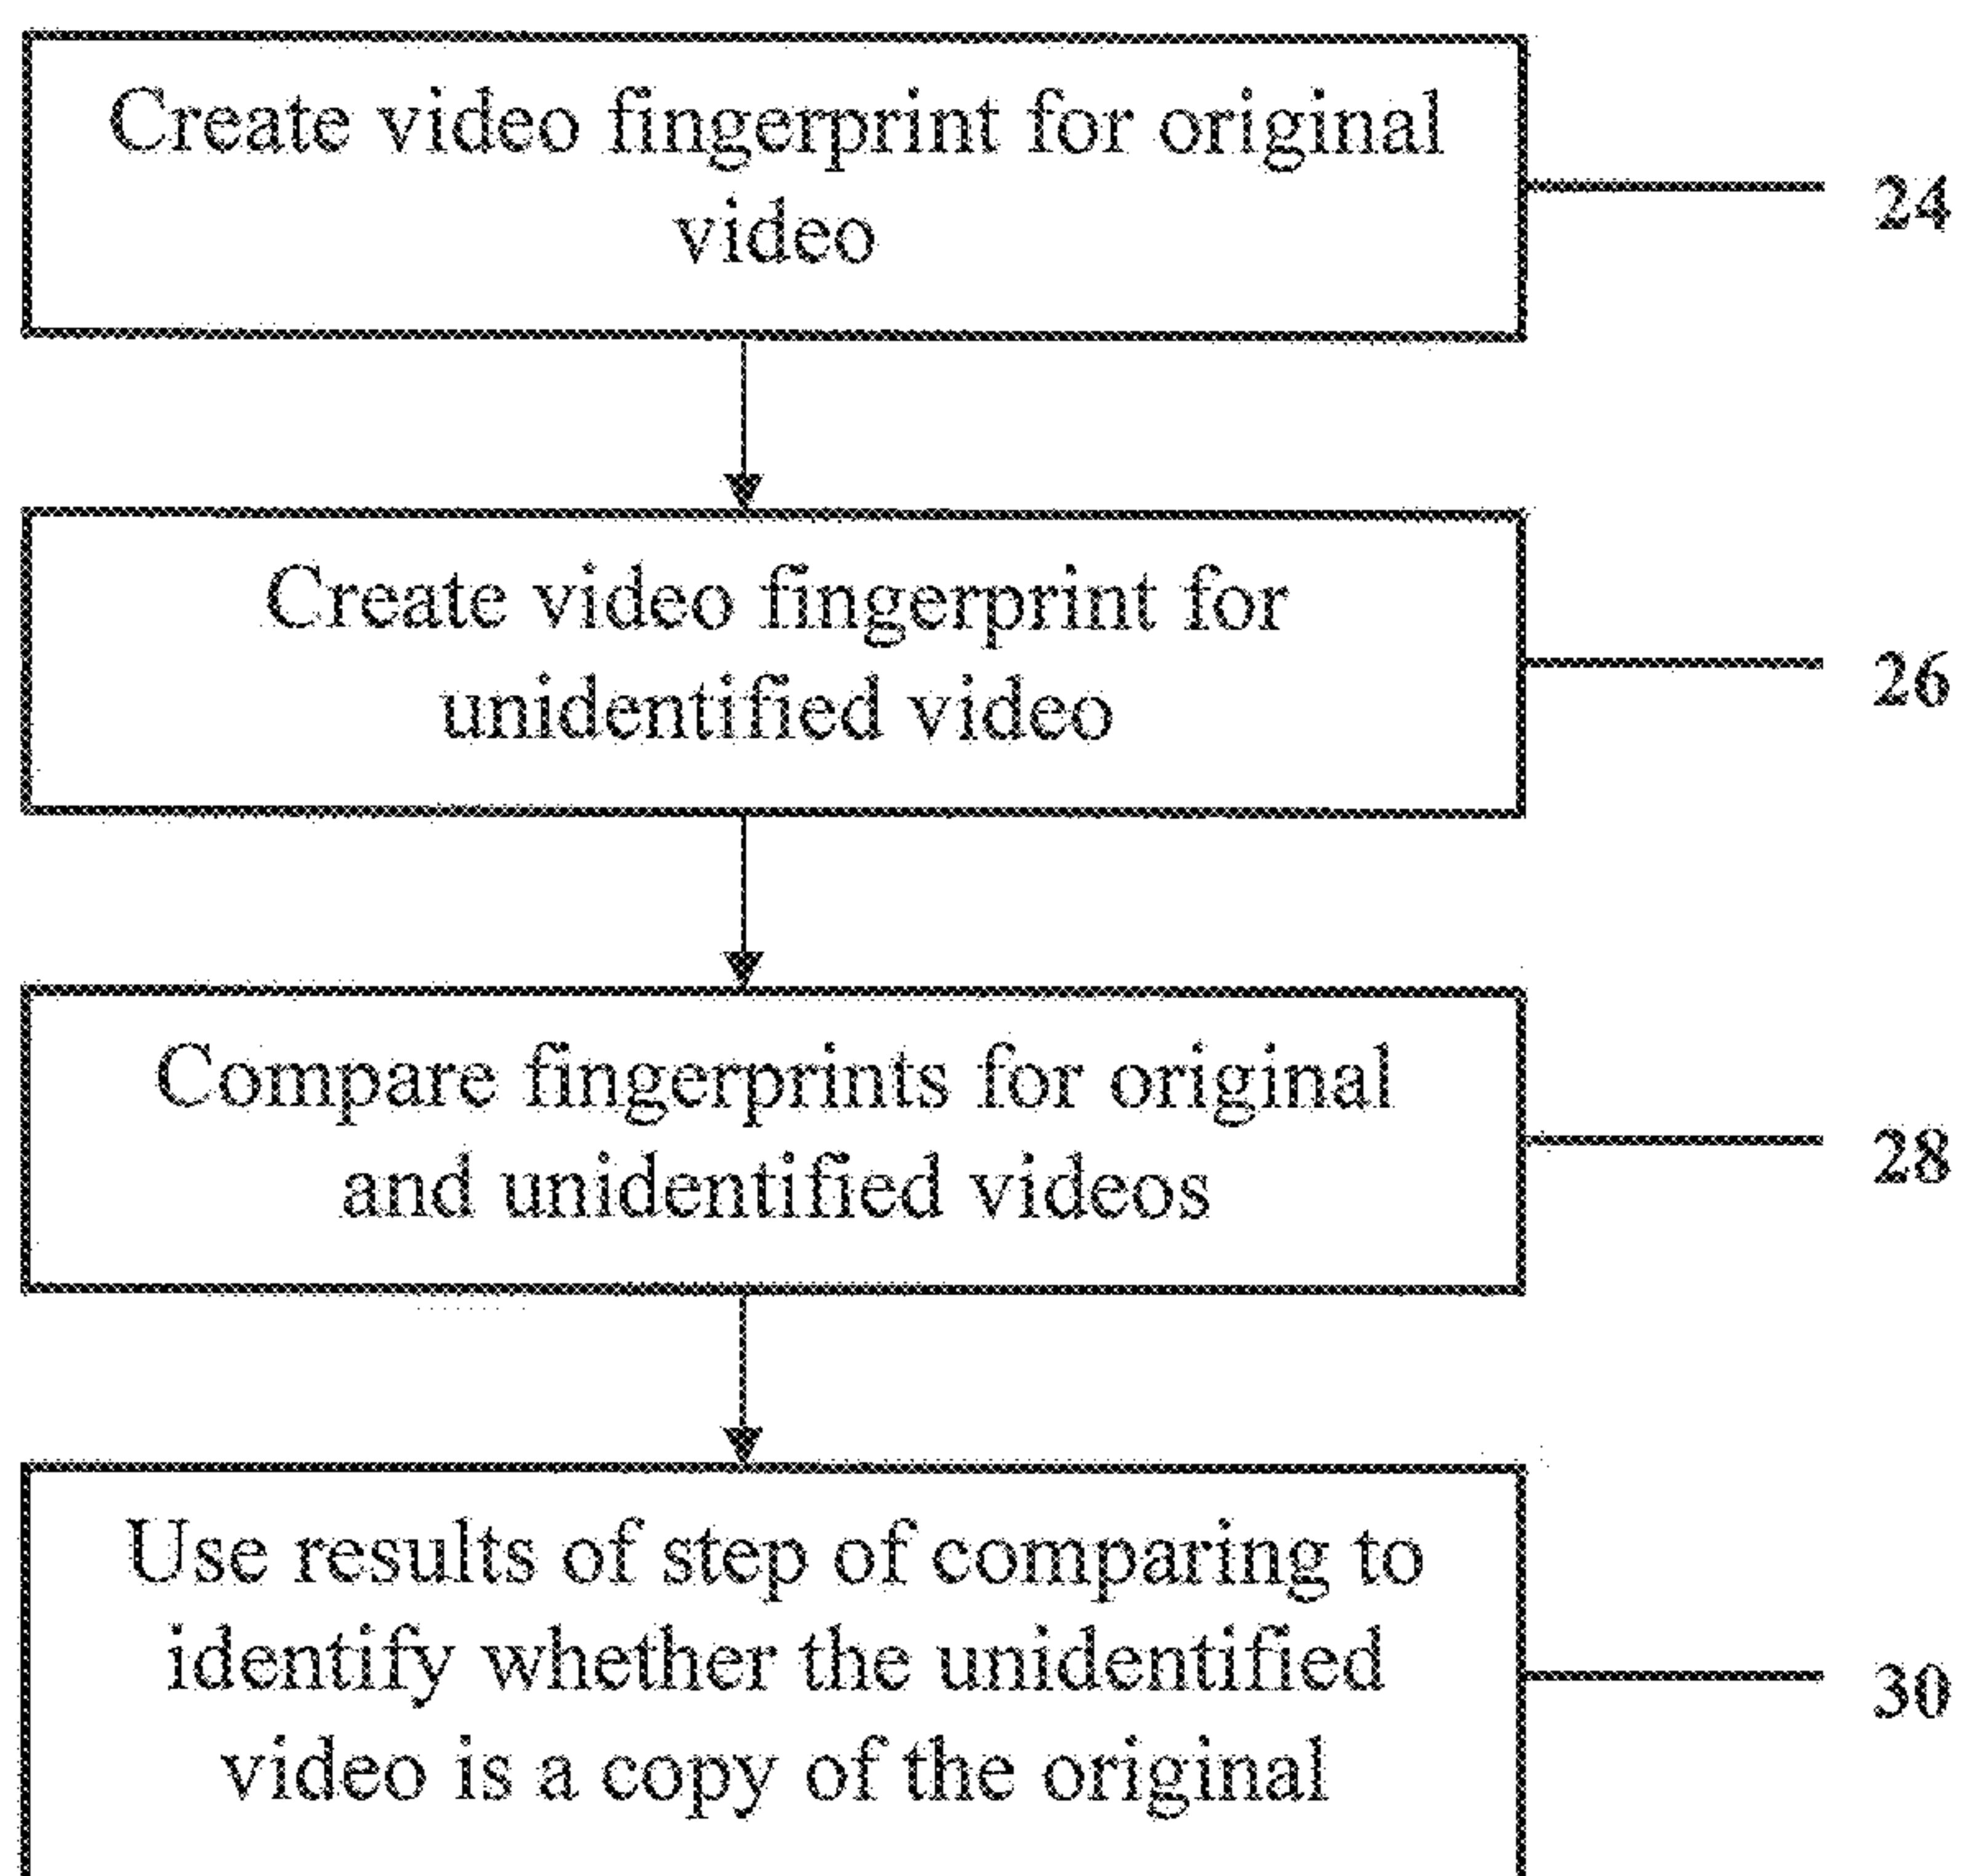 Create video fingerprint for original
video
24
Create video fingerprint for
unidentified video
26
Compare fingerprints for original
and unidentified videos
28
Use results of step of comparing to
identify whether the unidentified
video is a copy of the original
30